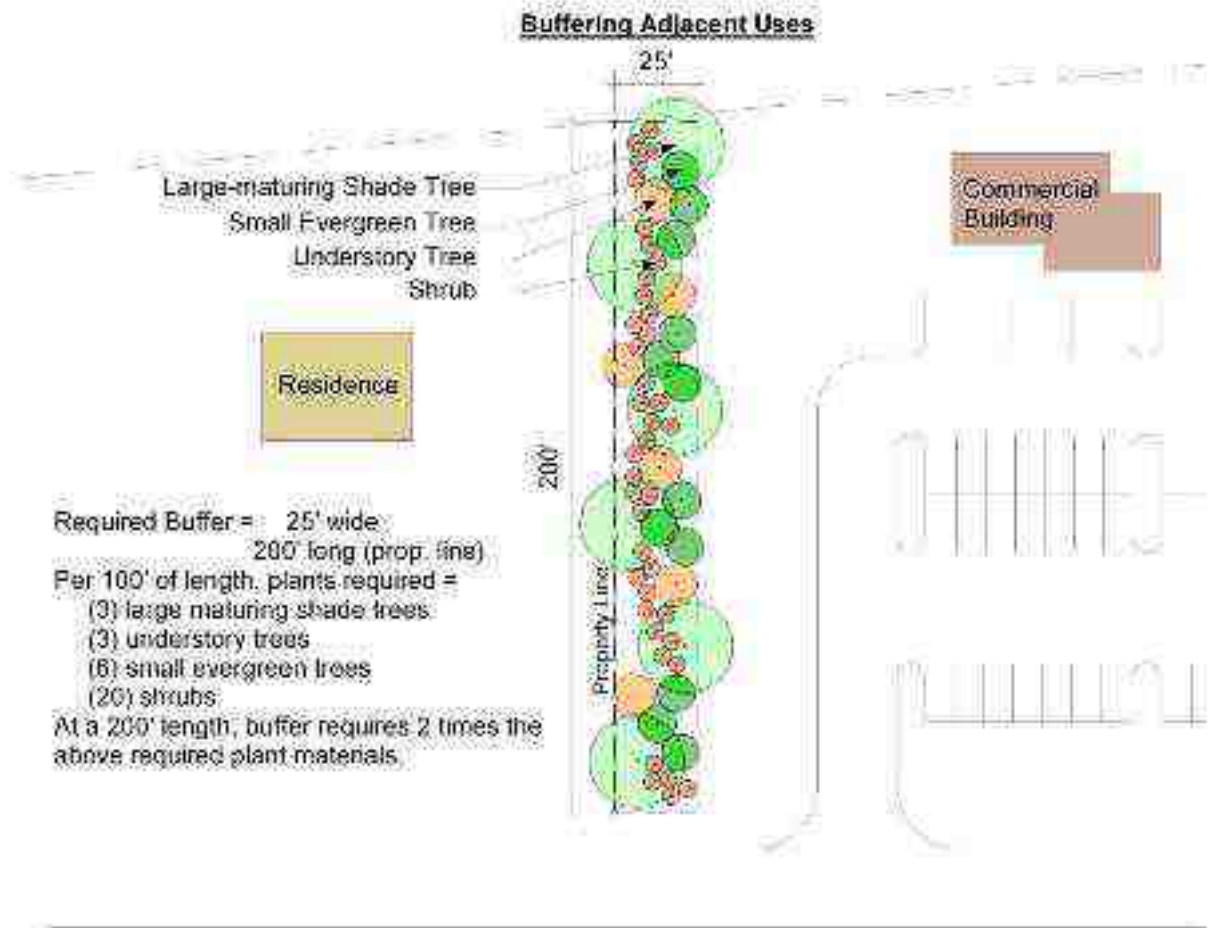 Buffering Adjacent Uses
25'
Large-maturing Shade Tree
Small Evergreen Tree
Understory Tree
Shrub
Commercial
Building
Residence
200'
Property Line
Required Buffer = 25' wide
200' long (prop. line)
Per 100' of length, plants required =
(3) large maturing shade trees
(3) understory trees
(6) small evergreen trees
(20) shrubs
At a 200' length, buffer requires 2 times the
above required plant materials.